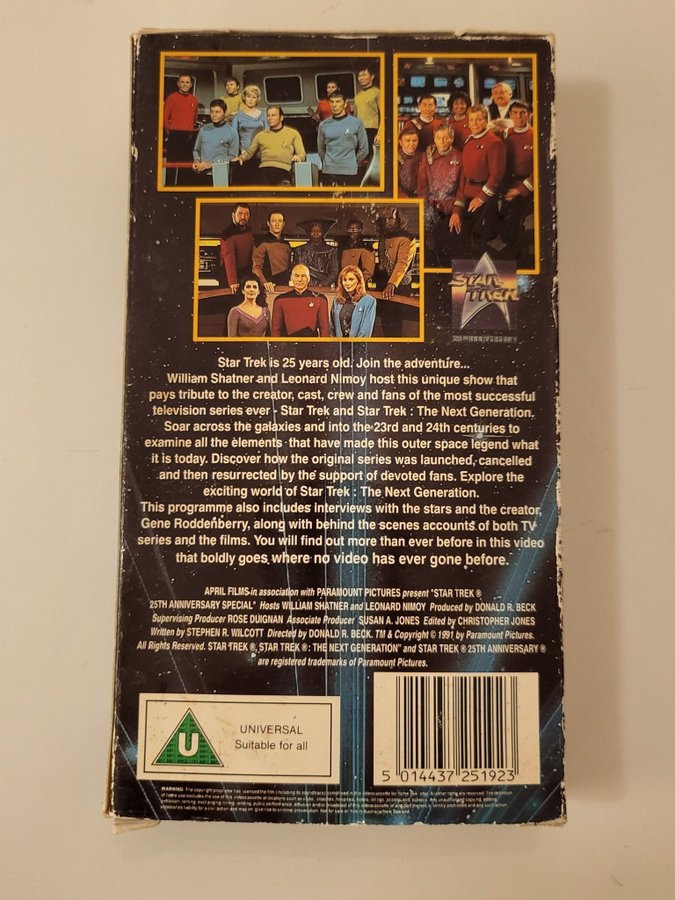 STAR
TREK
Star Trek is 25 years old. Join the adventure...
William Shatner and Leonard Nimoy host this unique show that
pays tribute to the creator, cast, crew and fans of the most successful
television series ever - Star Trek and Star Trek : The Next Generation.
Soar across the galaxies and into the 23rd and 24th centuries to
examine all the elements that have made this outer space legend what
it is today. Discover how the original series was launched, cancelled
and then resurrected by the support of devoted fans. Explore the
exciting world of Star Trek : The Next Generation.
This programme also includes interviews with the stars and the creator,
Gene Roddenberry, along with behind the scenes accounts of both TV
series and the films. You will find out more than ever before in this video
that boldly goes where no video has ever gone before.
APRIL FILMS in association with PARAMOUNT PICTURES present "STAR TREK ®
25TH ANNIVERSARY SPECIAL" Hosts WILLIAM SHATNER and LEONARD NIMOY Produced by DONALD R. BECK
Supervising Producer ROSE DUIGNAN Associate Producer SUSAN A. JONES Edited by CHRISTOPHER JONES
Written by STEPHEN R. WILCOTT Directed by DONALD R. BECK. TM & Copyright © 1991 by Paramount Pictures.
All Rights Reserved. STAR TREK ®, STAR TREK ®: THE NEXT GENERATION" and STAR TREK ® 25TH ANNIVERSARY ®
are registered trademarks of Paramount Pictures.
U
UNIVERSAL
Suitable for all
5 014437 251923